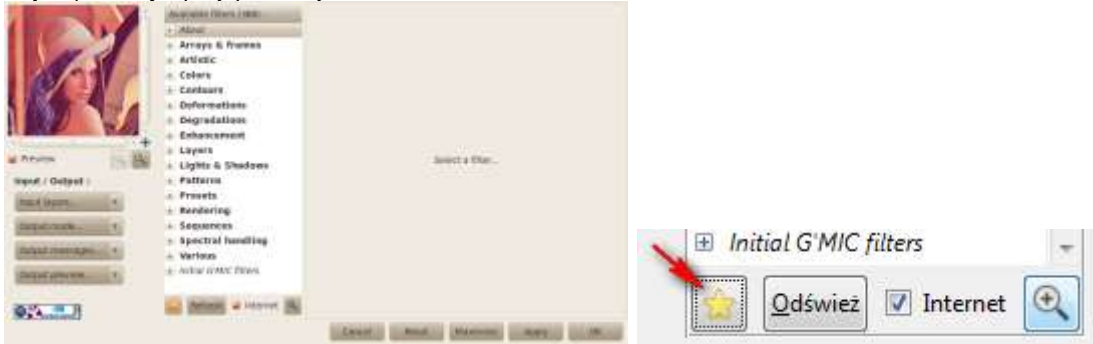 Available filters
About
Arrays & frames
Artistic
Colors
Contours
Deformations
Degradations
Enhancement
Layers
Lights & Shadows
Patterns
Presets
Rendering
Sequences
Spectral handling
Various
Initial G'MIC filters
Preview
Input / Output :
Input layers...
Output mode...
Output messages...
Output preview...
Internet
Select a filter...
Cancel
Reset
Maximize
Apply
OK
Initial G'MIC filters
Odśwież
Internet